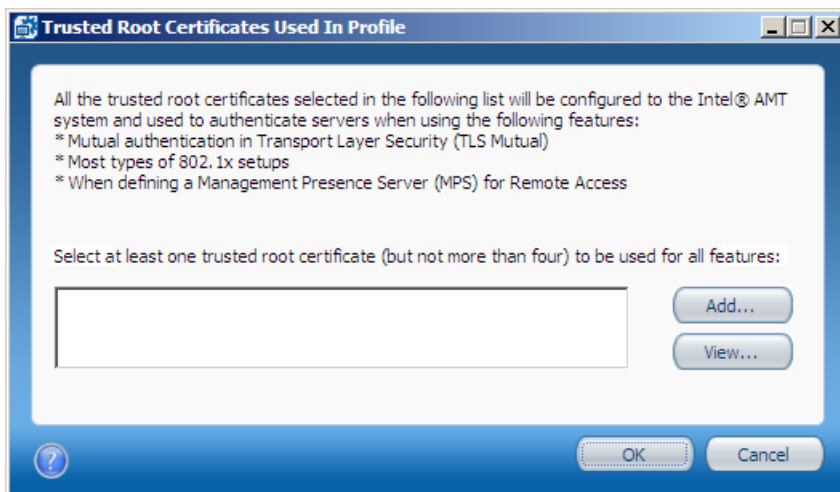 Trusted Root Certificates Used In Profile
All the trusted root certificates selected in the following list will be configured to the Intel® AMT
system and used to authenticate servers when using the following features:
* Mutual authentication in Transport Layer Security (TLS Mutual)
* Most types of 802.1x setups
* When defining a Management Presence Server (MPS) for Remote Access
Select at least one trusted root certificate (but not more than four) to be used for all features:
Add...
View...
?
OK
Cancel